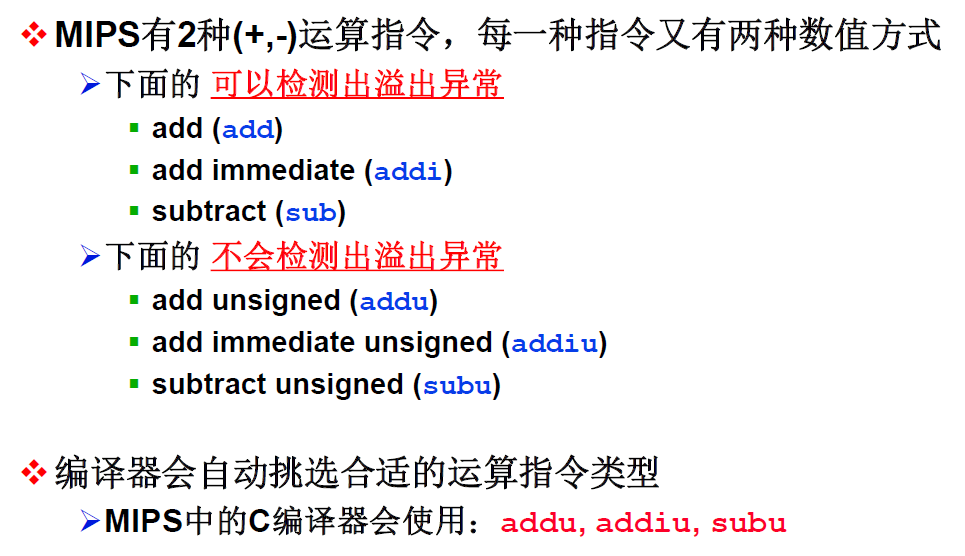 MIPS有2种(+,-)运算指令，每一种指令又有两种数值方式
下面的 可以检测出溢出异常
add (add)
add immediate (addi)
subtract (sub)
下面的 不会检测出溢出异常
add unsigned (addu)
add immediate unsigned (addiu)
subtract unsigned (subu)
编译器会自动挑选合适的运算指令类型
MIPS中的C编译器会使用：addu, addiu, subu